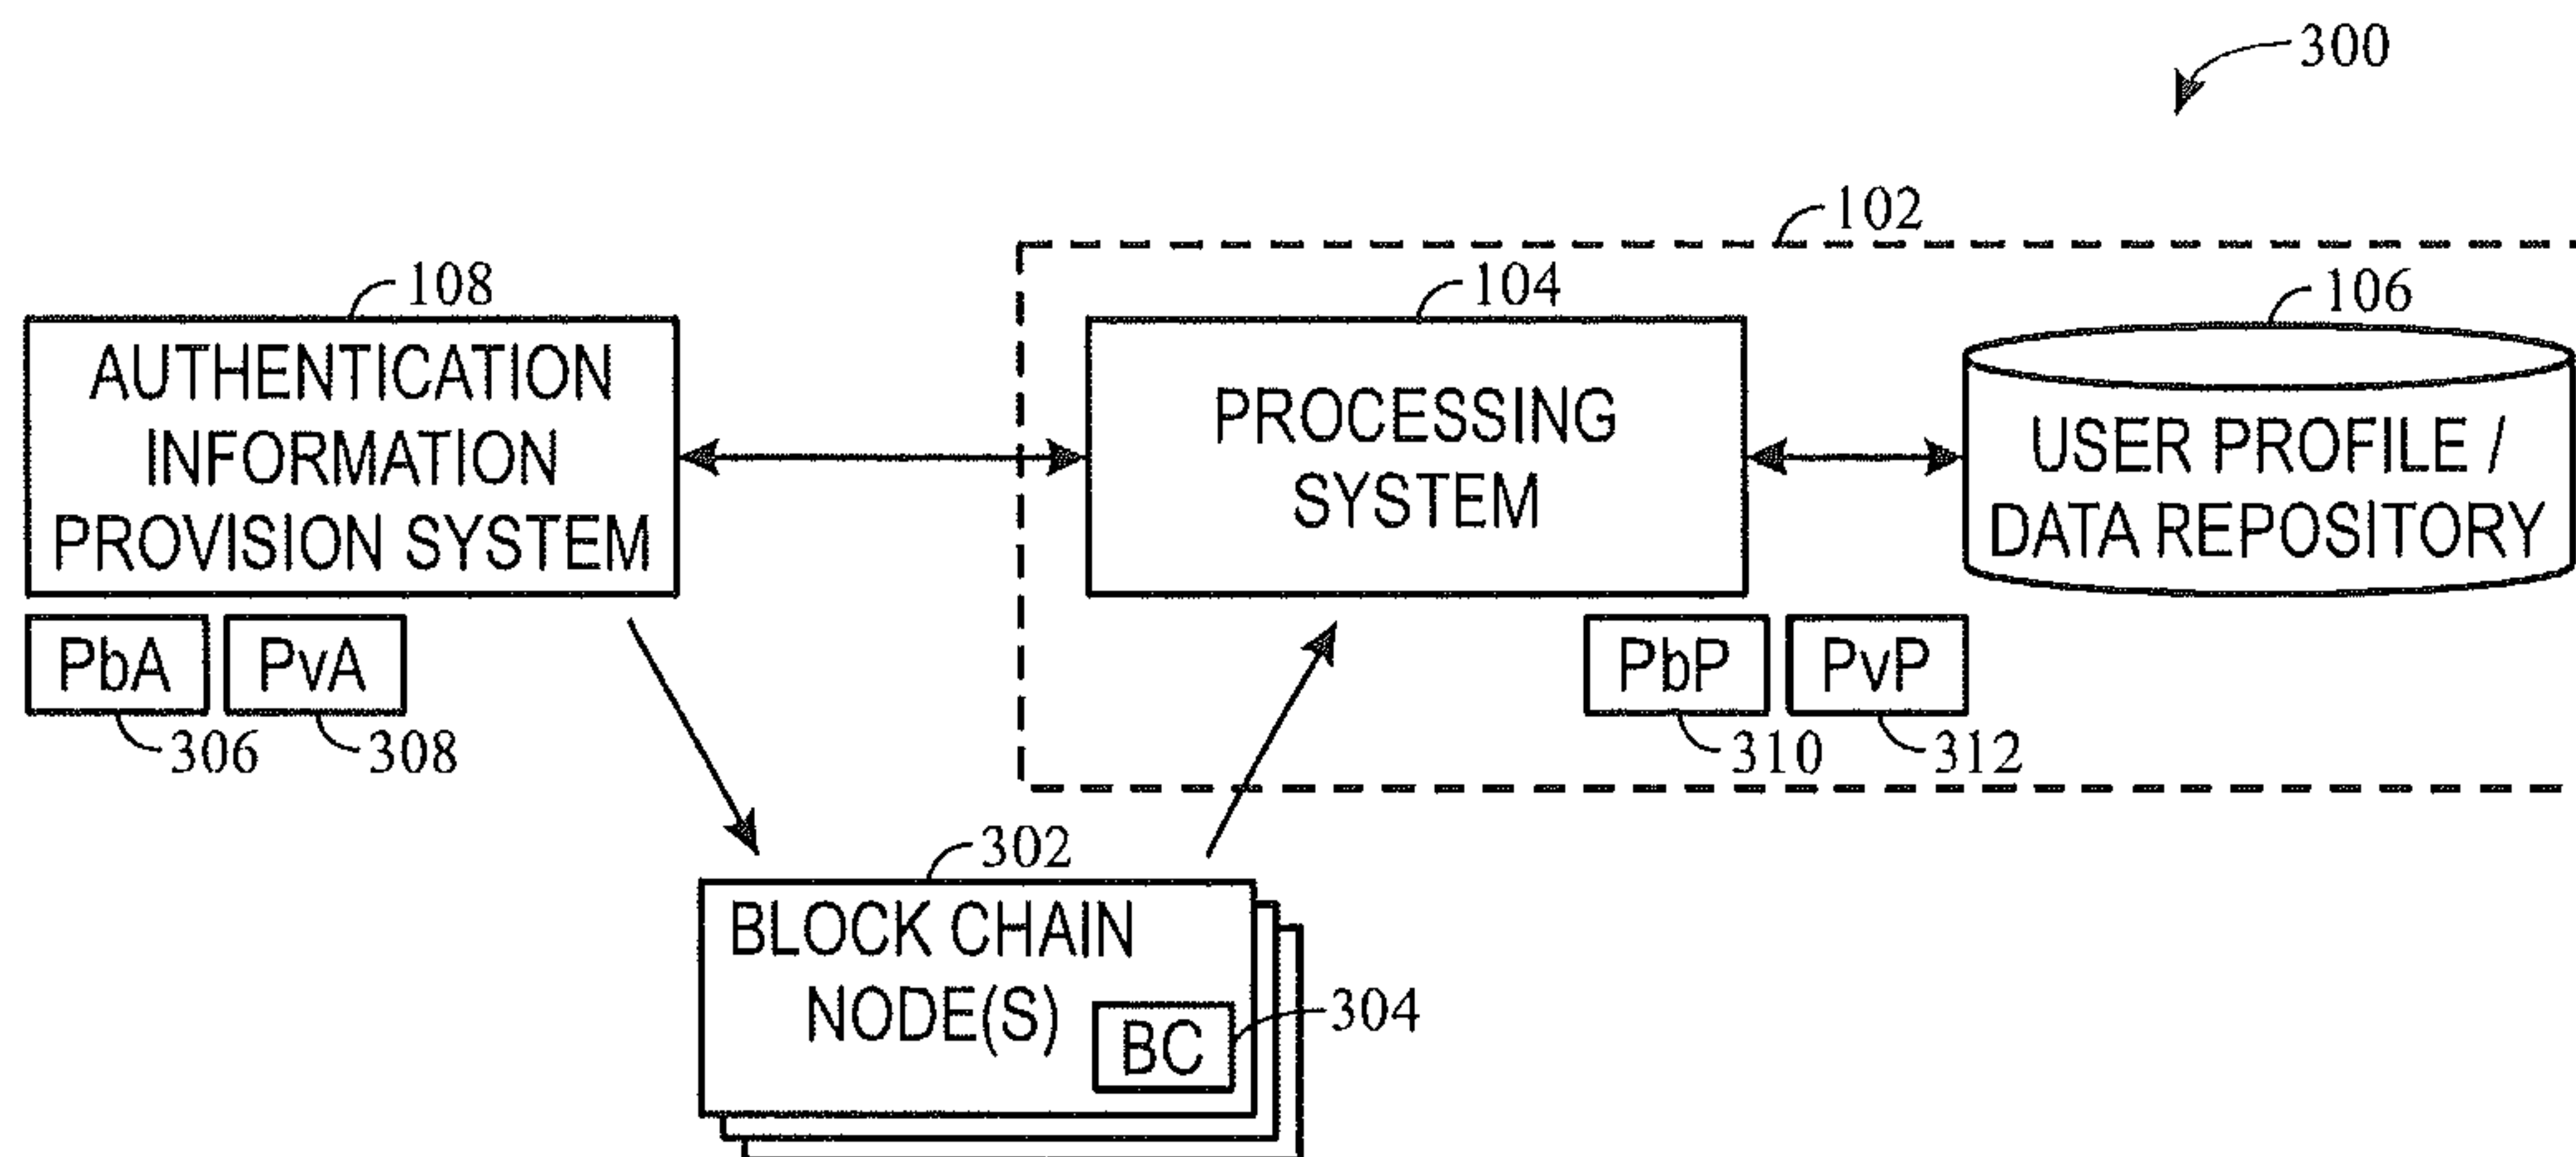 300
102
108
104
106
AUTHENTICATION
INFORMATION
PROVISION SYSTEM
PROCESSING
SYSTEM
USER PROFILE /
DATA REPOSITORY
PbA
PvA
PbP
PvP
306
308
310
312
302
BLOCK CHAIN
NODE(S)
BC
304